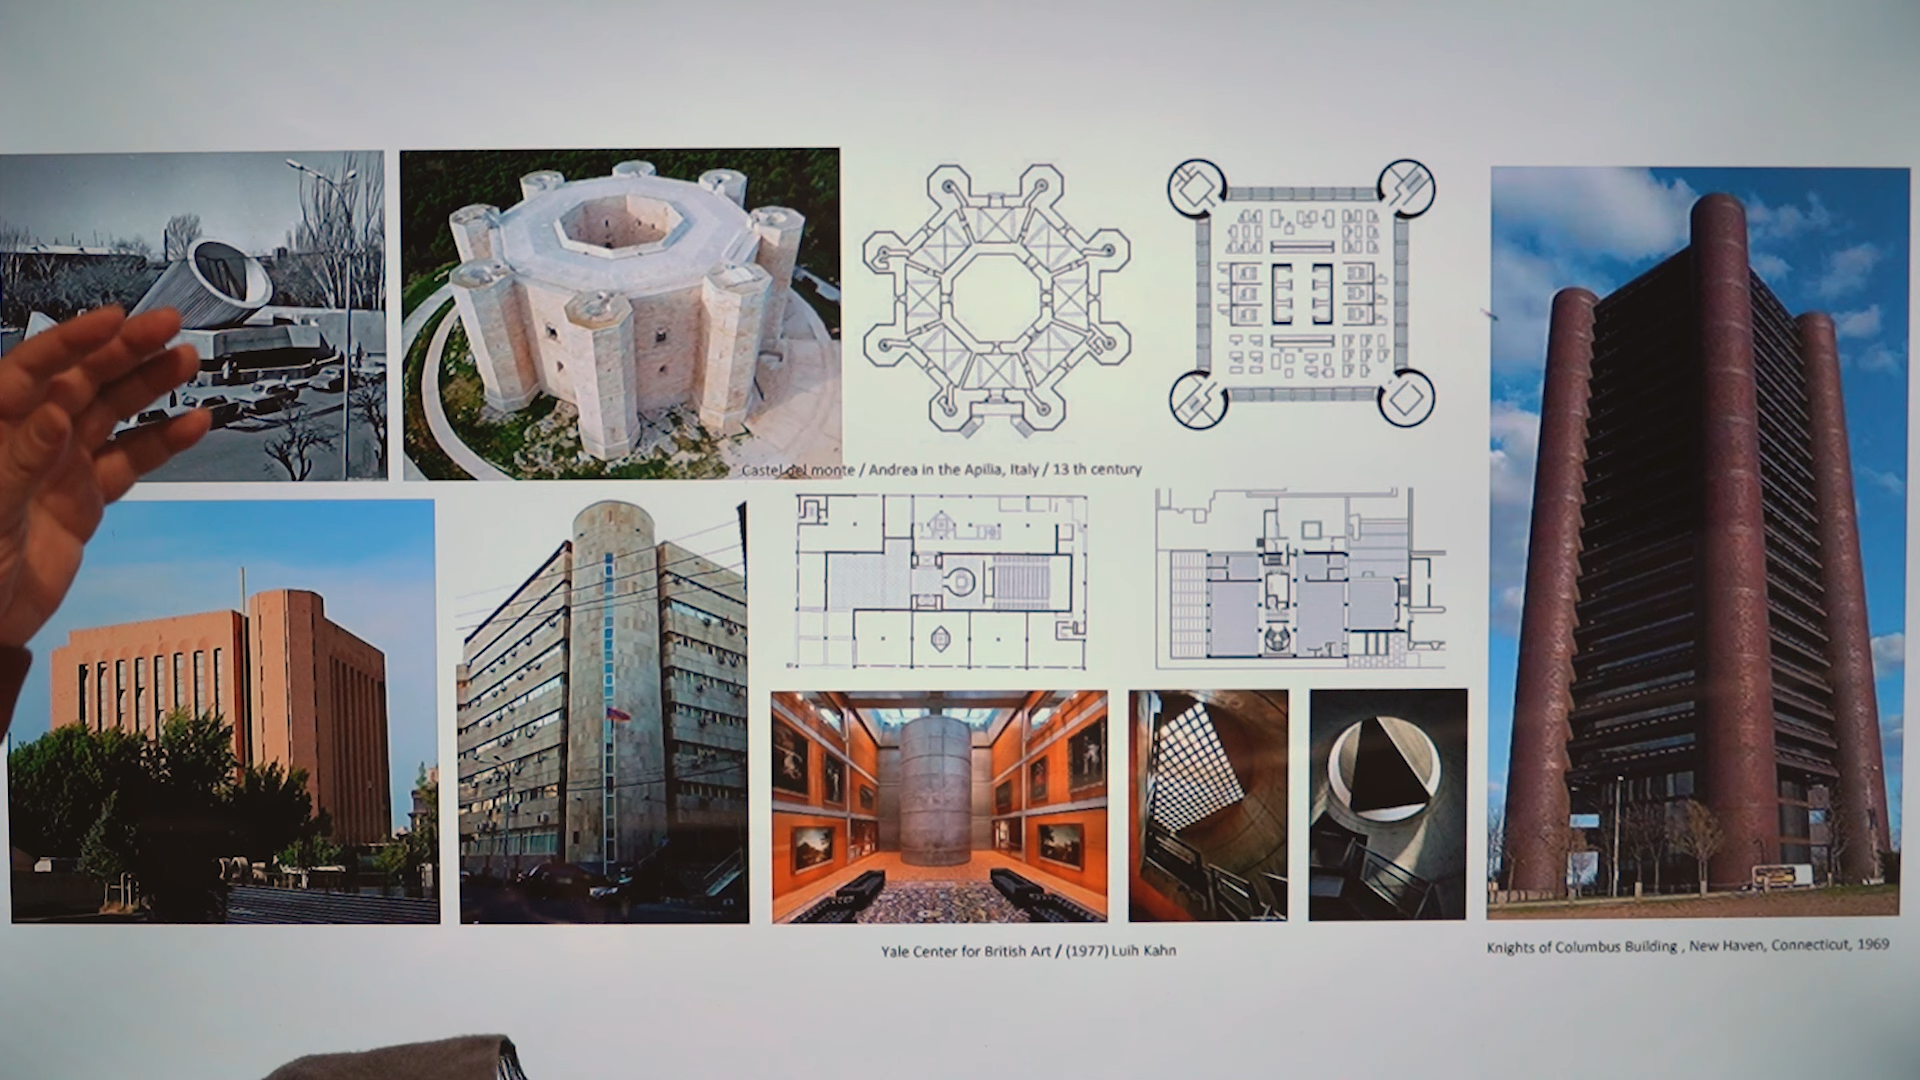 Castel del monte / Andrea in the Apilia, Italy / 13 th century
Yale Center for British Art / (1977) Luih Kahn
Knights of Columbus Building , New Haven, Connecticut, 1969